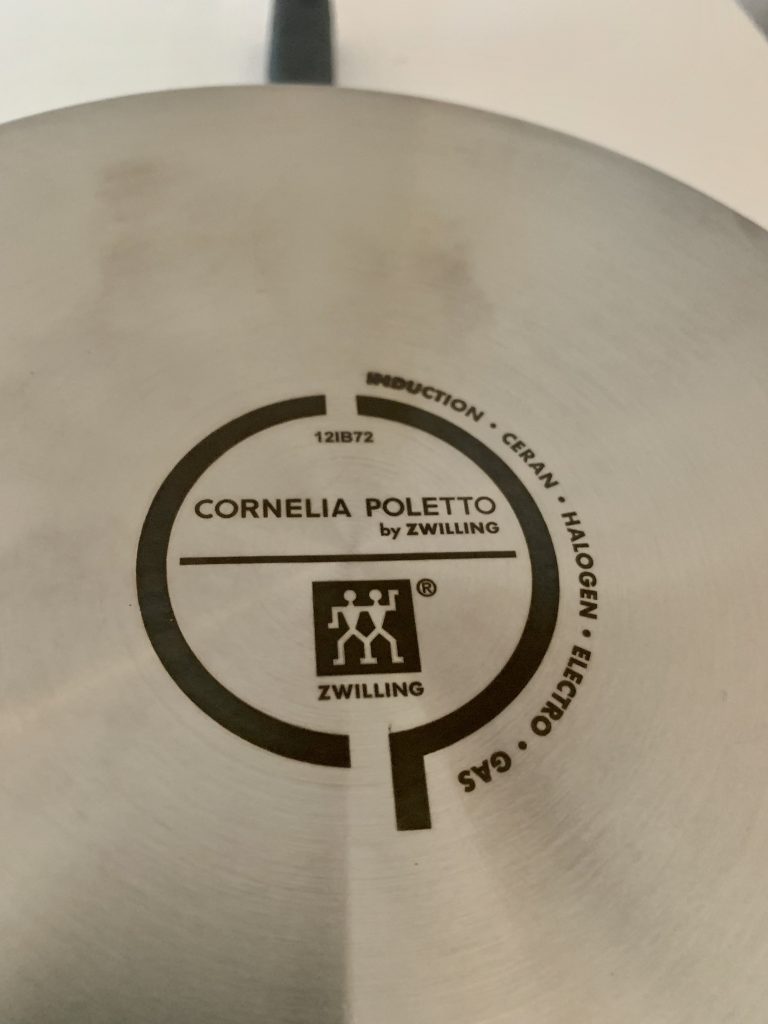 INDUCTION • CERAN • HALOGEN • ELECTRO • GAS
12IB72
CORNELIA POLETTO
by ZWILLING
®
ZWILLING